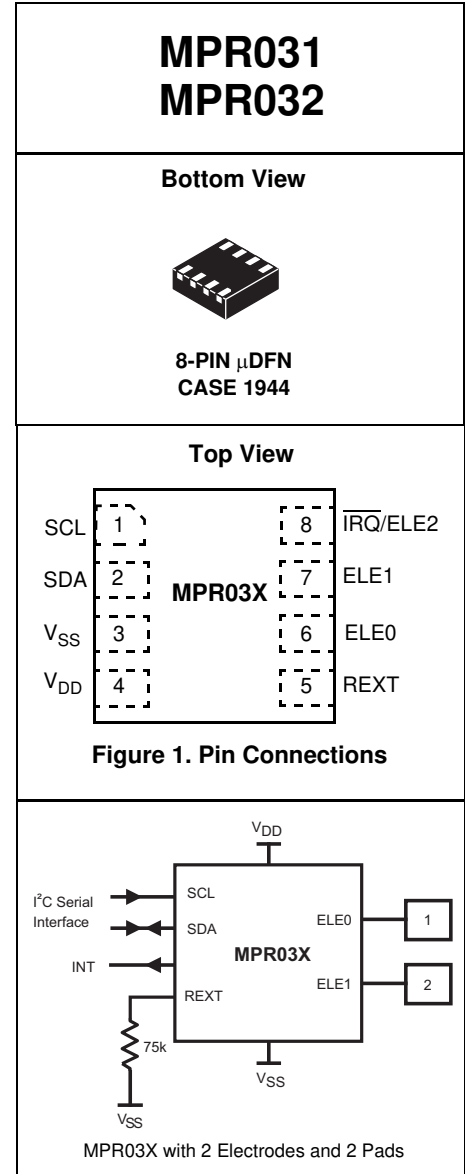 MPR031
MPR032
Bottom View
8-PIN μDFN
CASE 1944
Top View
SCL 1 8 IRQ/ELE2
SDA 2 MPR03X 7 ELE1
VSS 3 6 ELE0
VDD 4 5 REXT
Figure 1. Pin Connections
VDD
I²C Serial
Interface
SCL
SDA
INT
REXT
MPR03X
ELE0 1
ELE1 2
75k
VSS
VSS
MPR03X with 2 Electrodes and 2 Pads